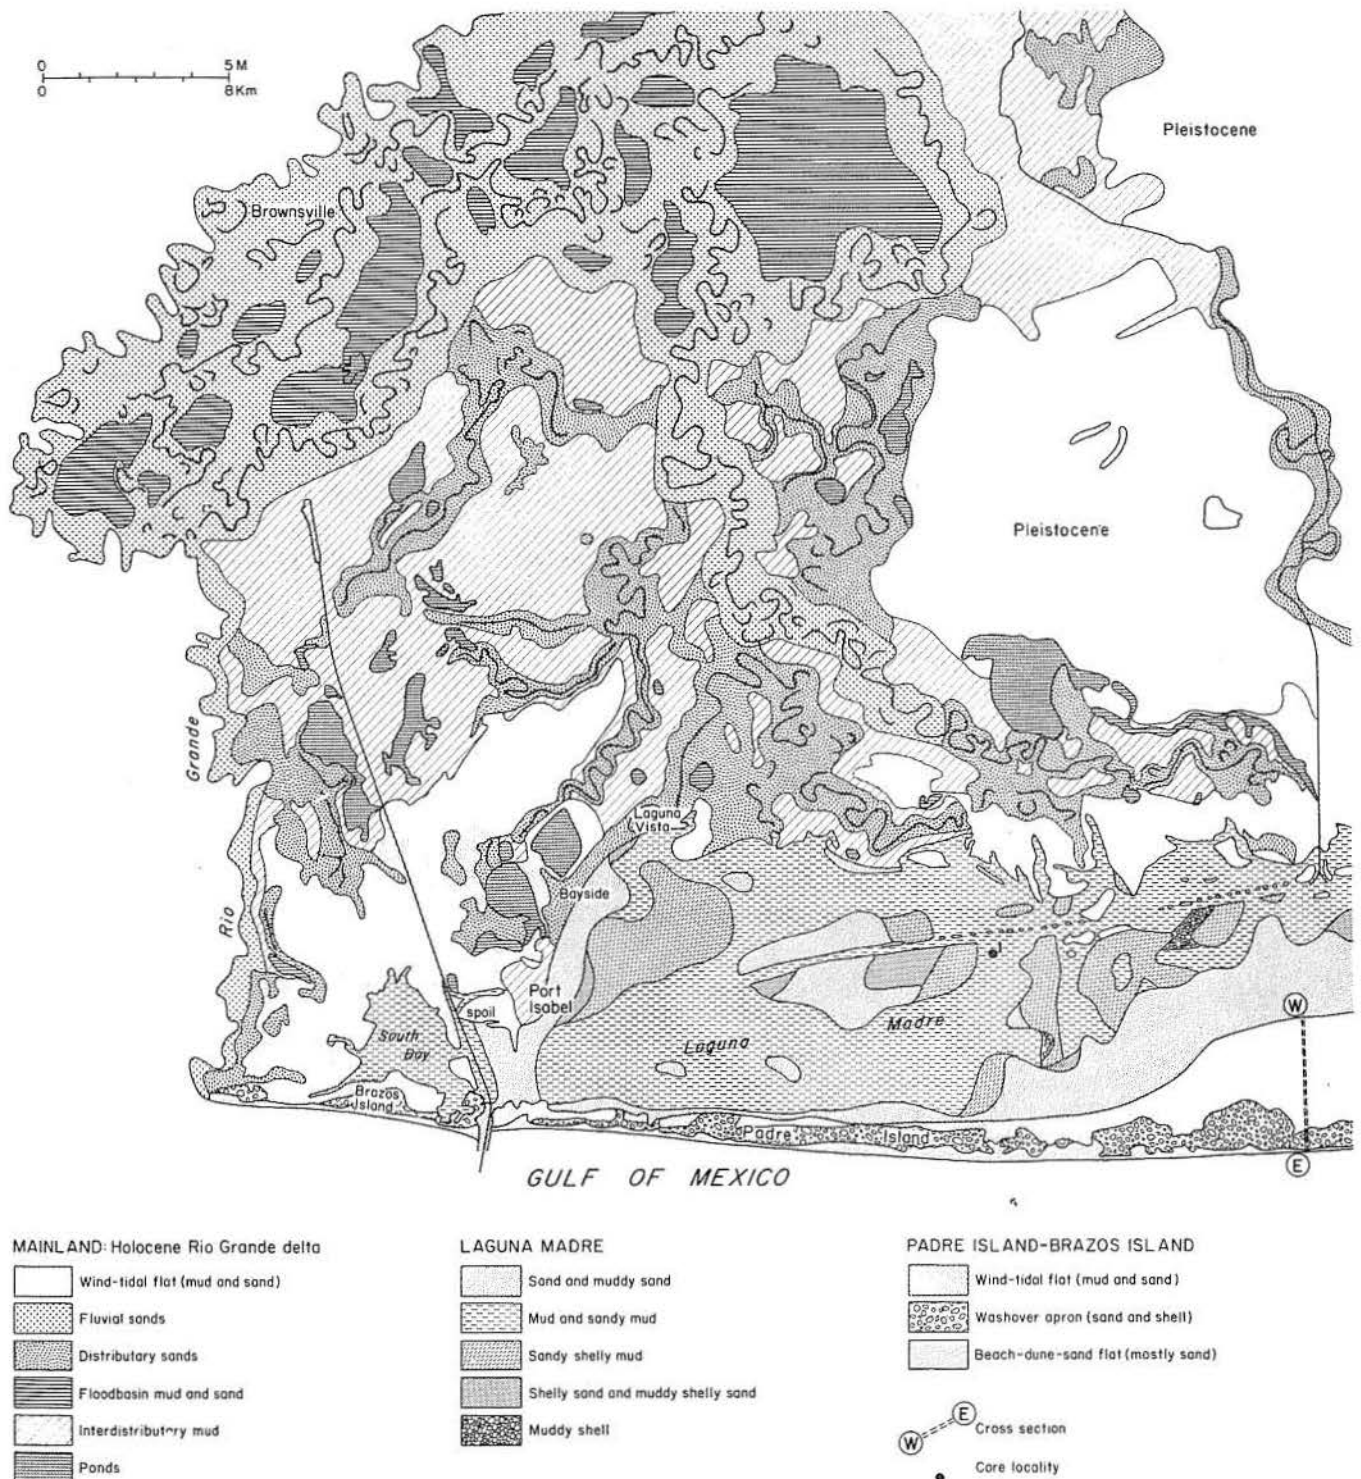 0 5 M
0 8 Km
Pleistocene
Brownsville
Pleistocene
Grande
Laguna
Vista
Bayside
Rio
Port
Isabel
spoil
South
Bay
Laguna Madre
Brazos
Island
Padre Island
W
E
GULF OF MEXICO
MAINLAND: Holocene Rio Grande delta
Wind-tidal flat (mud and sand)
Fluvial sands
Distributary sands
Floodbasin mud and sand
Interdistributary mud
Ponds
LAGUNA MADRE
Sand and muddy sand
Mud and sandy mud
Sandy shelly mud
Shelly sand and muddy shelly sand
Muddy shell
PADRE ISLAND-BRAZOS ISLAND
Wind-tidal flat (mud and sand)
Washover apron (sand and shell)
Beach-dune-sand flat (mostly sand)
W E Cross section
Core locality